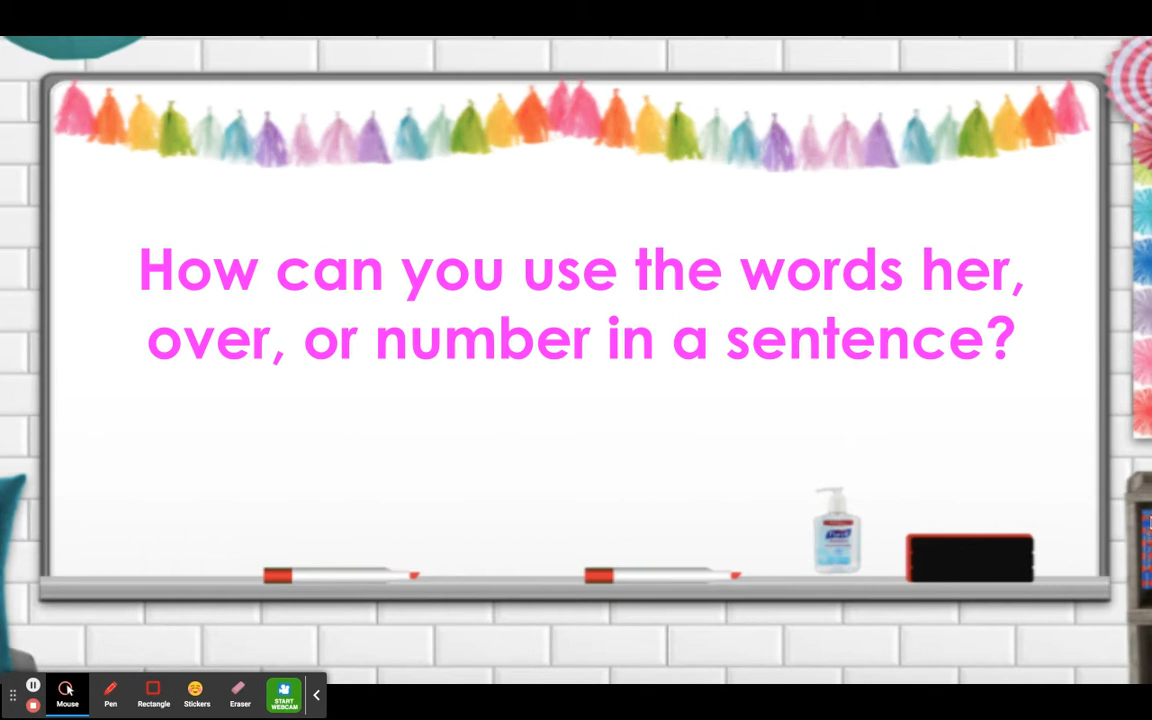 How can you use the words her,
over, or number in a sentence?
Purell
Mouse
Pen
Rectangle
Stickers
Eraser
START
WEBCAM